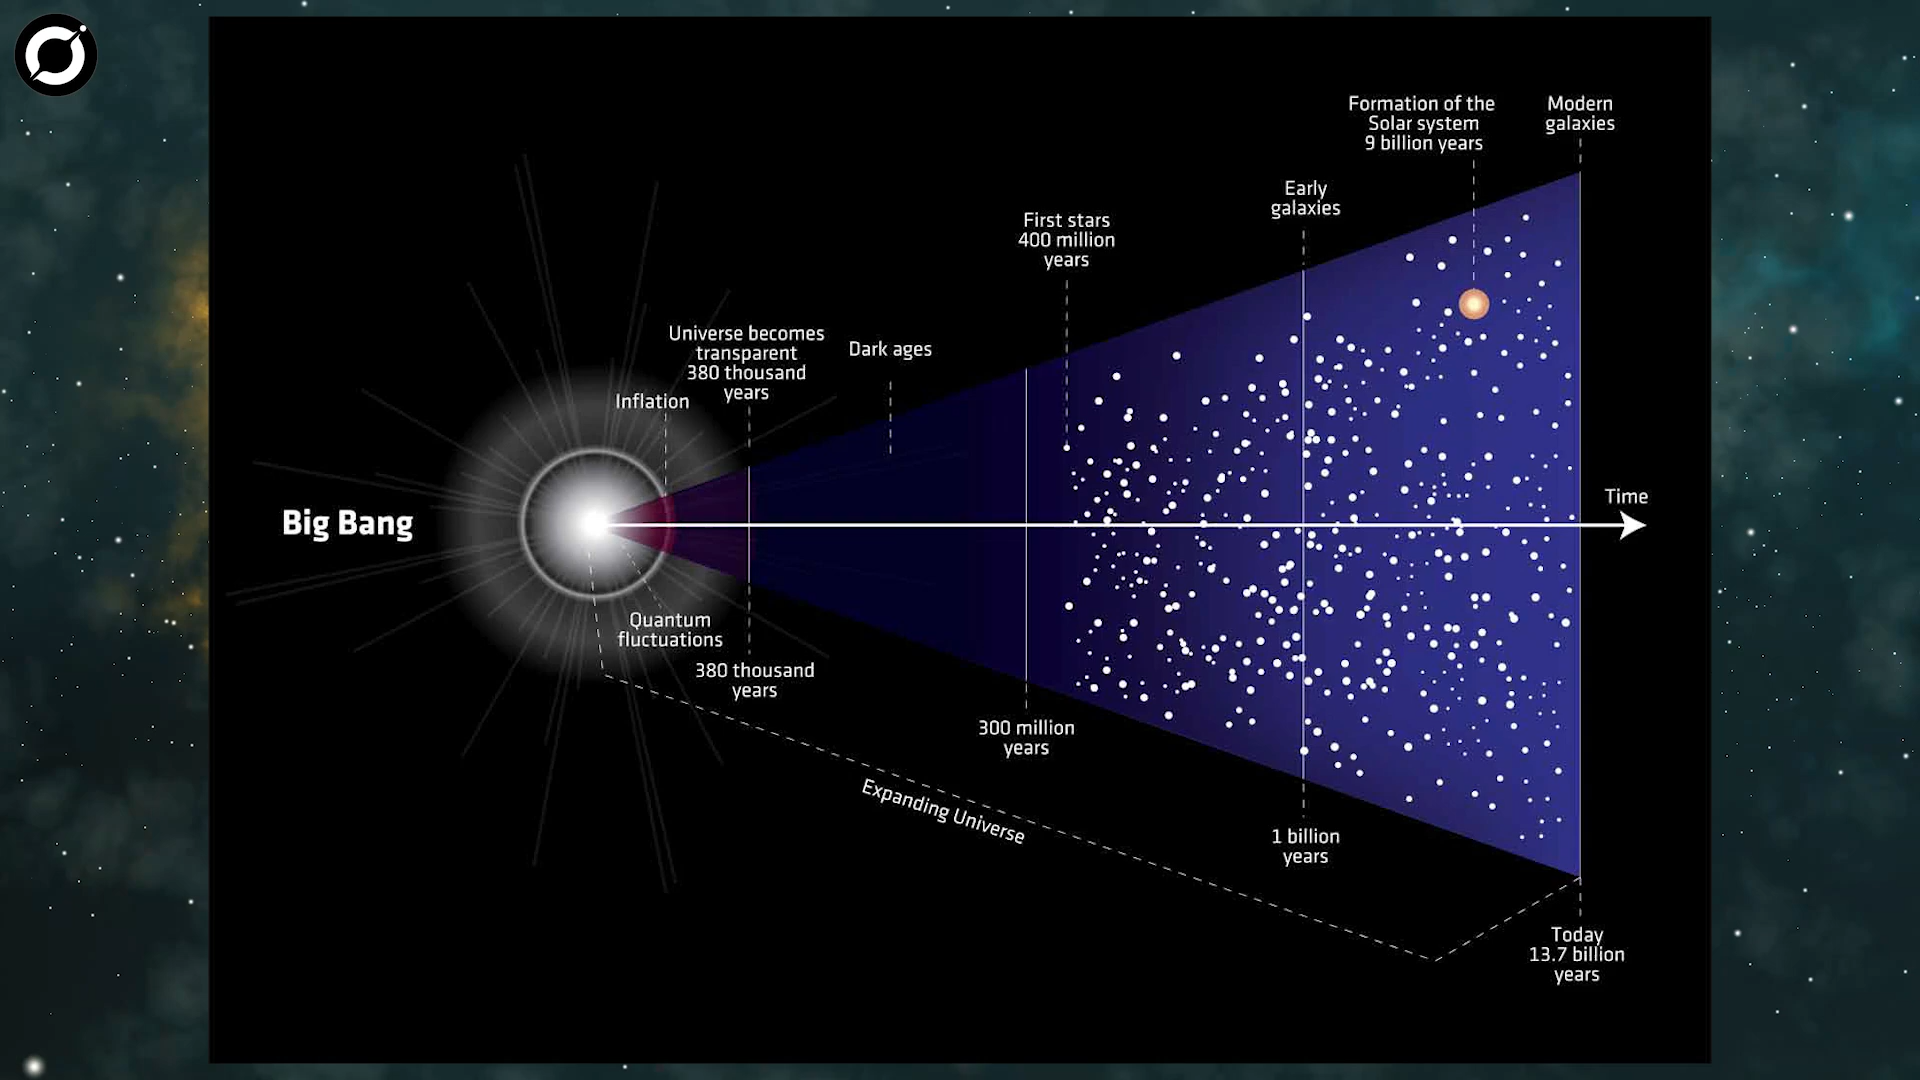 Formation of the
Solar system
9 billion years
Modern
galaxies
Early
galaxies
First stars
400 million
years
Universe becomes
transparent
380 thousand
years
Dark ages
Inflation
Time
Big Bang
Quantum
fluctuations
380 thousand
years
300 million
years
Expanding Universe
1 billion
years
Today
13.7 billion
years